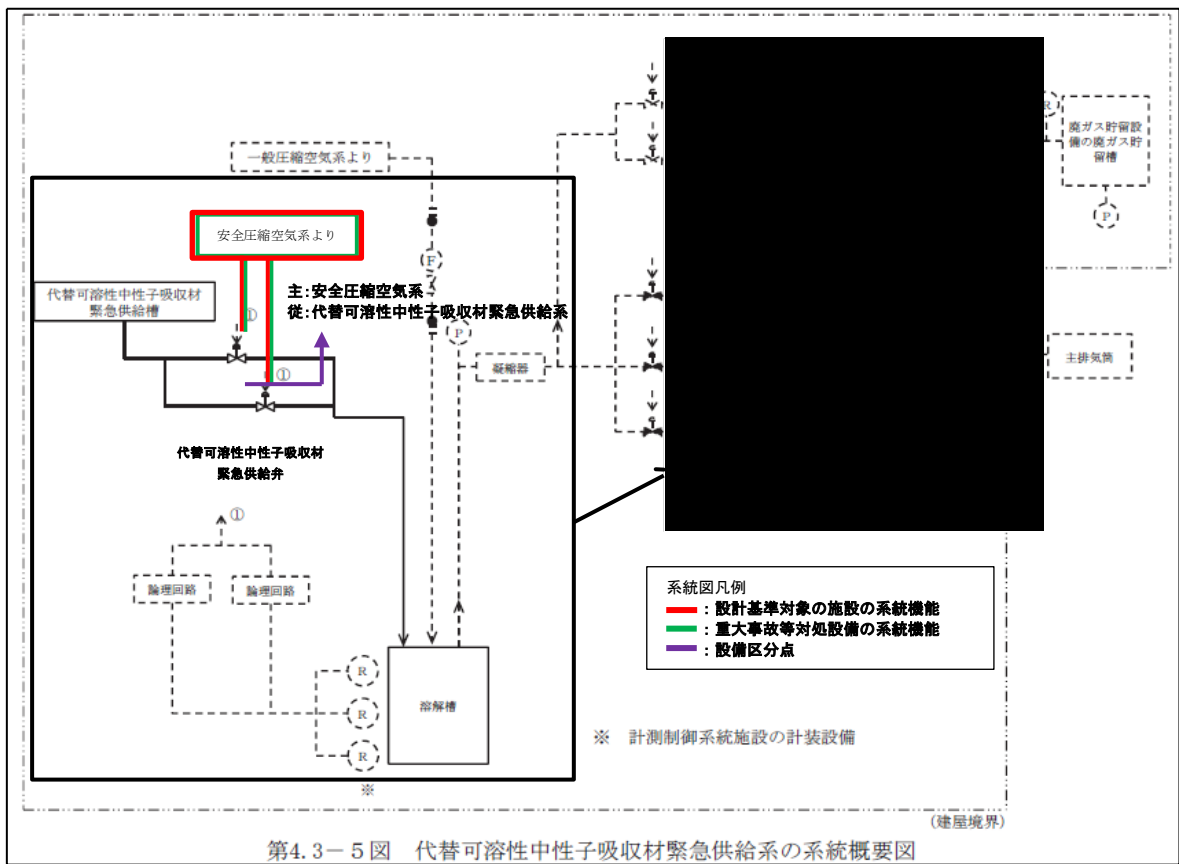 一般圧縮空気系より
R
廃ガス貯留設
備の廃ガス貯
留槽
P
安全圧縮空気系より
F
代替可溶性中性子吸収材
緊急供給槽
①
主:安全圧縮空気系
従:代替可溶性中性子吸収材緊急供給系
P
凝縮器
主排気筒
①
代替可溶性中性子吸収材
緊急供給弁
①
論理回路
論理回路
系統図凡例
:設計基準対象の施設の系統機能
:重大事故等対処設備の系統機能
:設備区分点
R
R
R
溶解槽
※ 計測制御系統施設の計装設備
※
(建屋境界)
第4.3-5図 代替可溶性中性子吸収材緊急供給系の系統概要図